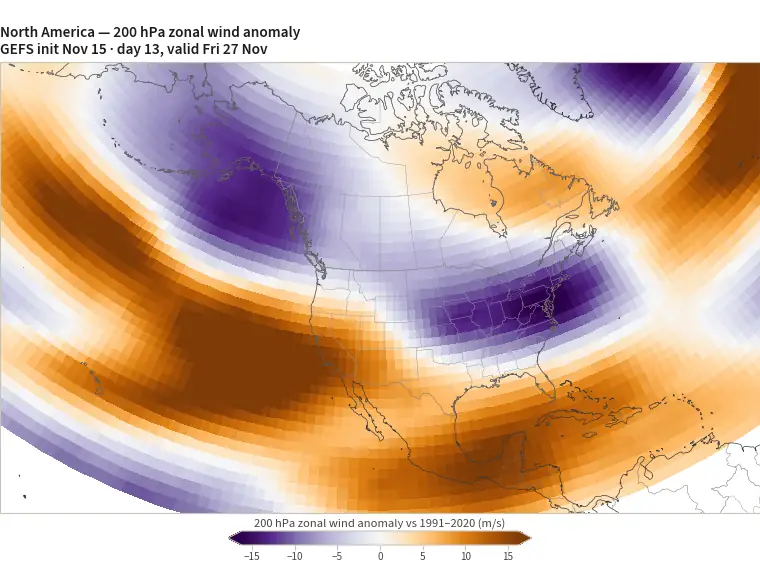 North America — 200 hPa zonal wind anomaly
GEFS init Nov 15 · day 13, valid Fri 27 Nov
200 hPa zonal wind anomaly vs 1991–2020 (m/s)
−15 −10 −5 0 5 10 15